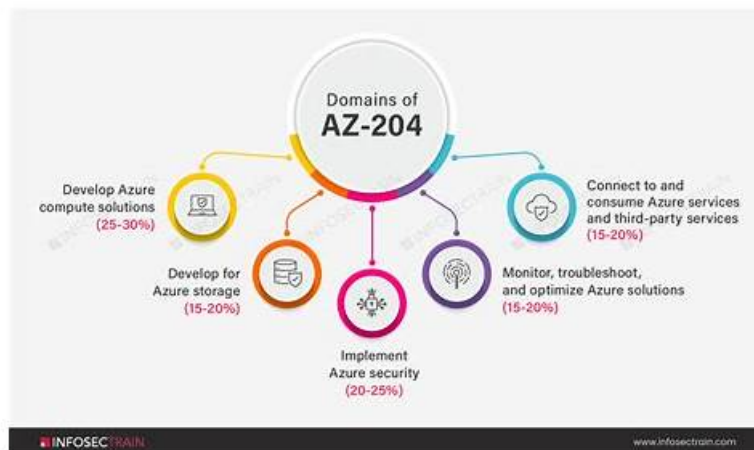 Domains of
AZ-204
Develop Azure
compute solutions
(25-30%)
Develop for
Azure storage
(15-20%)
Implement
Azure security
(20-25%)
Monitor, troubleshoot,
and optimize Azure solutions
(15-20%)
Connect to and
consume Azure services
and third-party services
(15-20%)
INFOSECTRAIN
www.infosectrain.com